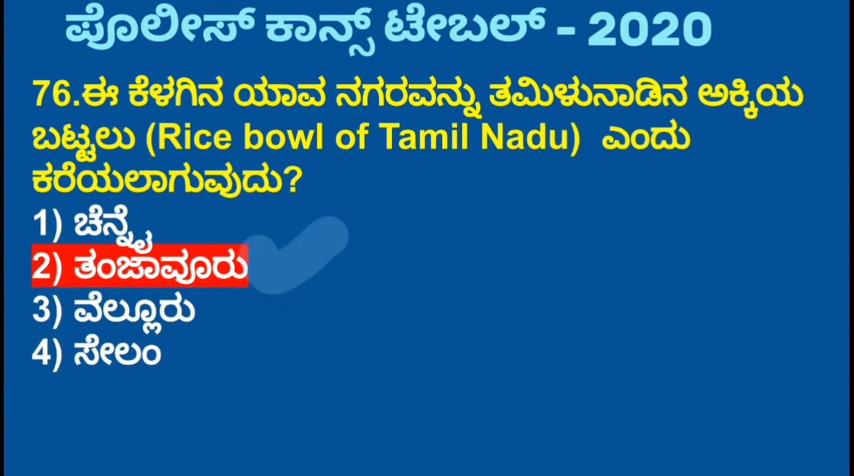 ಪೊಲೀಸ್ ಕಾನ್ಸ್ ಟೇಬಲ್ - 2020
76.ಈ ಕೆಳಗಿನ ಯಾವ ನಗರವನ್ನು ತಮಿಳುನಾಡಿನ ಅಕ್ಕಿಯ
ಬಟ್ಟಲು (Rice bowl of Tamil Nadu) ಎಂದು
ಕರೆಯಲಾಗುವುದು?
1) ಚೆನ್ನೈ
2) ತಂಜಾವೂರು
3) ವೆಲ್ಲೂರು
4) ಸೇಲಂ